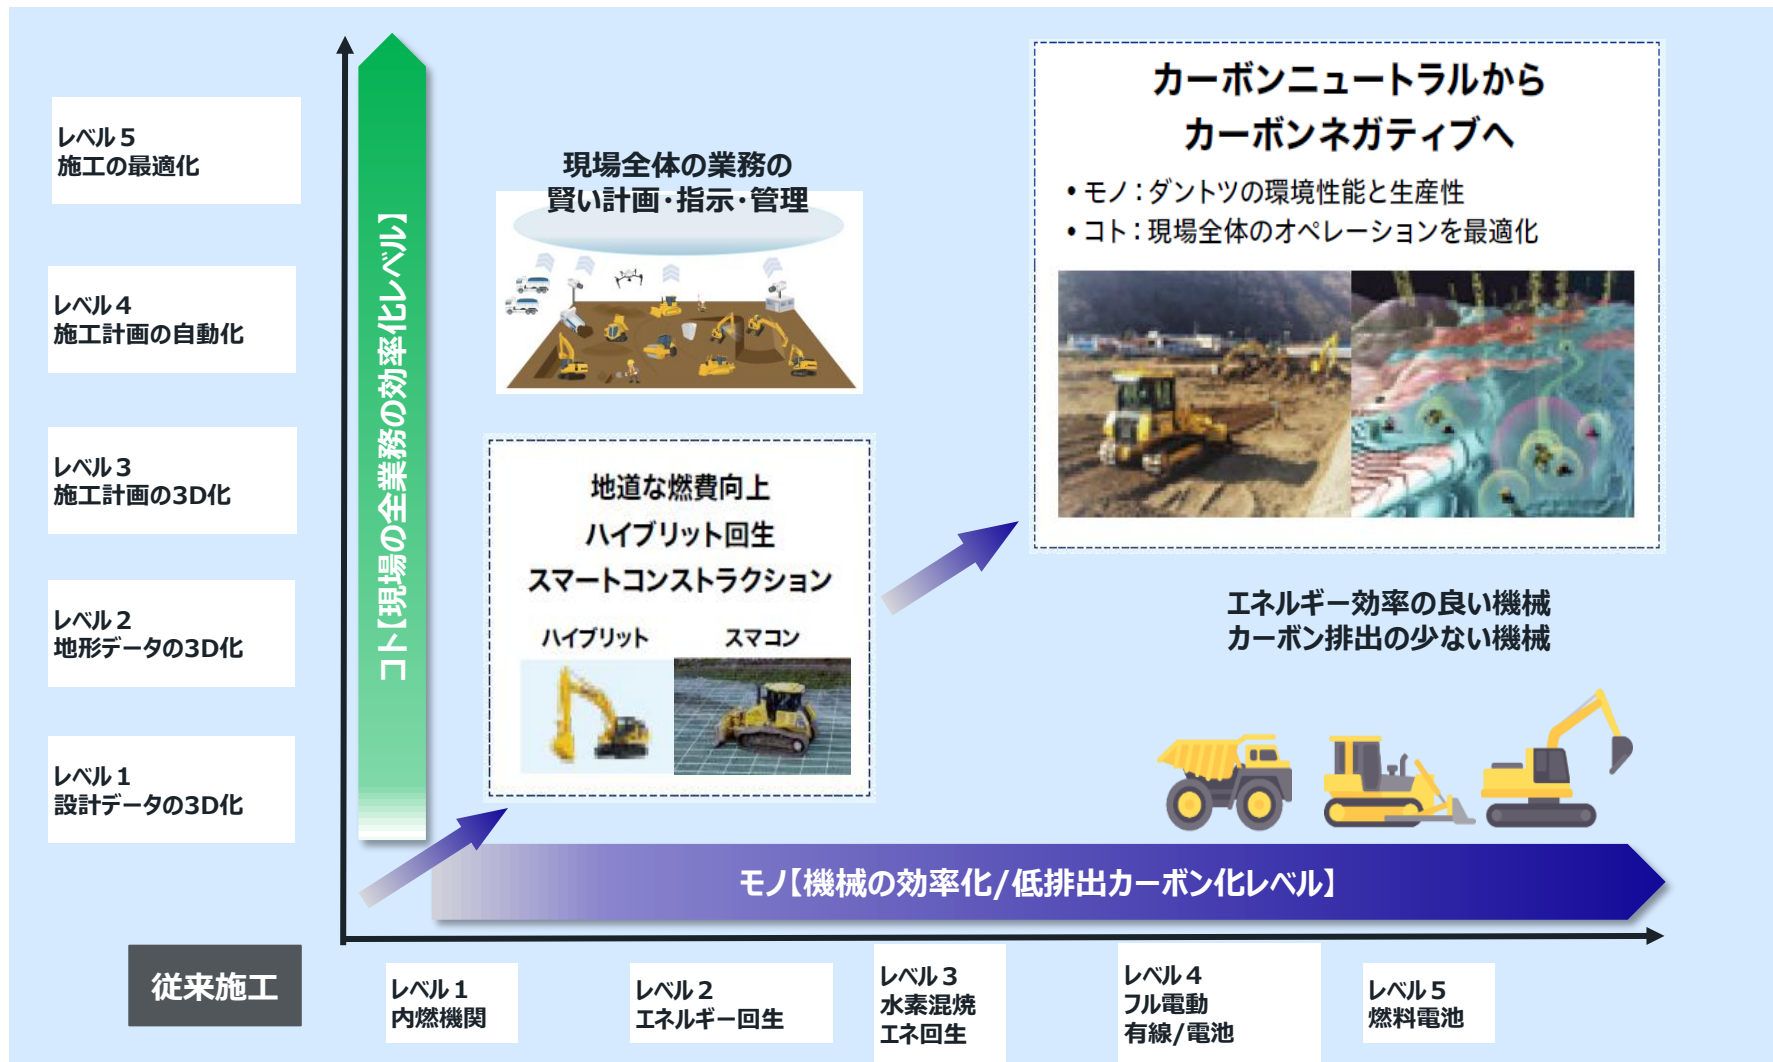 レベル５
施工の最適化
レベル４
施工計画の自動化
レベル３
施工計画の3D化
レベル２
地形データの3D化
レベル１
設計データの3D化
コト【現場の全業務の効率化レベル】
現場全体の業務の
賢い計画・指示・管理
地道な燃費向上
ハイブリット回生
スマートコンストラクション
ハイブリット
スマコン
カーボンニュートラルから
カーボンネガティブへ
• モノ：ダントツの環境性能と生産性
• コト：現場全体のオペレーションを最適化
エネルギー効率の良い機械
カーボン排出の少ない機械
モノ【機械の効率化/低排出カーボン化レベル】
従来施工
レベル１
内燃機関
レベル２
エネルギー回生
レベル３
水素混焼
エネ回生
レベル４
フル電動
有線/電池
レベル５
燃料電池